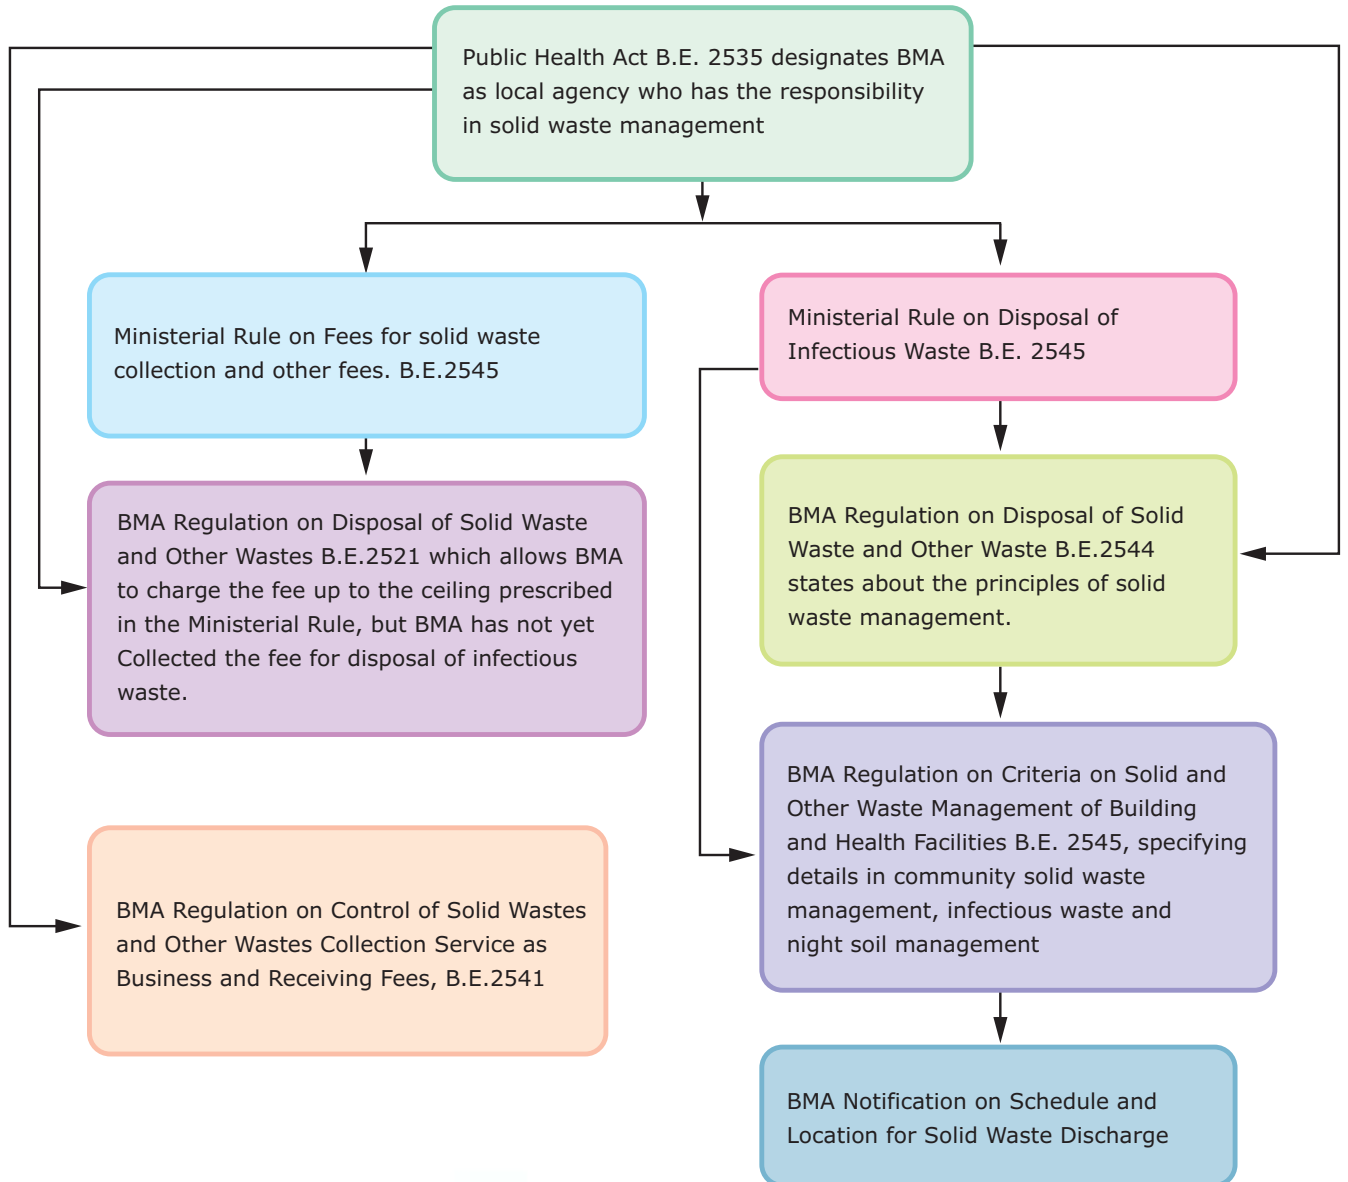 Public Health Act B.E. 2535 designates BMA
as local agency who has the responsibility
in solid waste management
Ministerial Rule on Fees for solid waste
collection and other fees. B.E.2545
Ministerial Rule on Disposal of
Infectious Waste B.E. 2545
BMA Regulation on Disposal of Solid Waste
and Other Wastes B.E.2521 which allows BMA
to charge the fee up to the ceiling prescribed
in the Ministerial Rule, but BMA has not yet
Collected the fee for disposal of infectious
waste.
BMA Regulation on Disposal of Solid
Waste and Other Waste B.E.2544
states about the principles of solid
waste management.
BMA Regulation on Criteria on Solid and
Other Waste Management of Building
and Health Facilities B.E. 2545, specifying
details in community solid waste
management, infectious waste and
night soil management
BMA Regulation on Control of Solid Wastes
and Other Wastes Collection Service as
Business and Receiving Fees, B.E.2541
BMA Notification on Schedule and
Location for Solid Waste Discharge